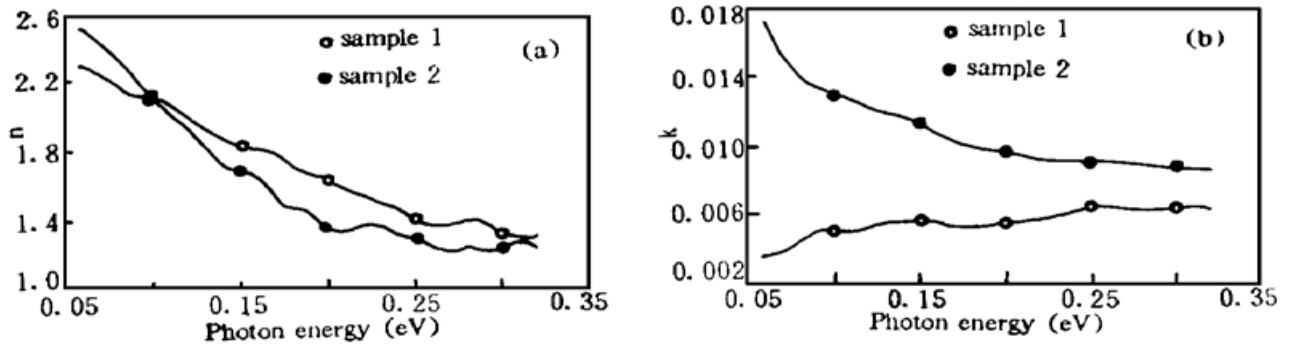 2.6
2.2
1.8
1.4
1.0
n
sample 1
sample 2
(a)
0.05 0.15 0.25 0.35
Photon energy (eV)
0.018
0.014
0.010
0.006
0.002
k
sample 1
sample 2
(b)
0.05 0.15 0.25 0.35
Photon energy (eV)